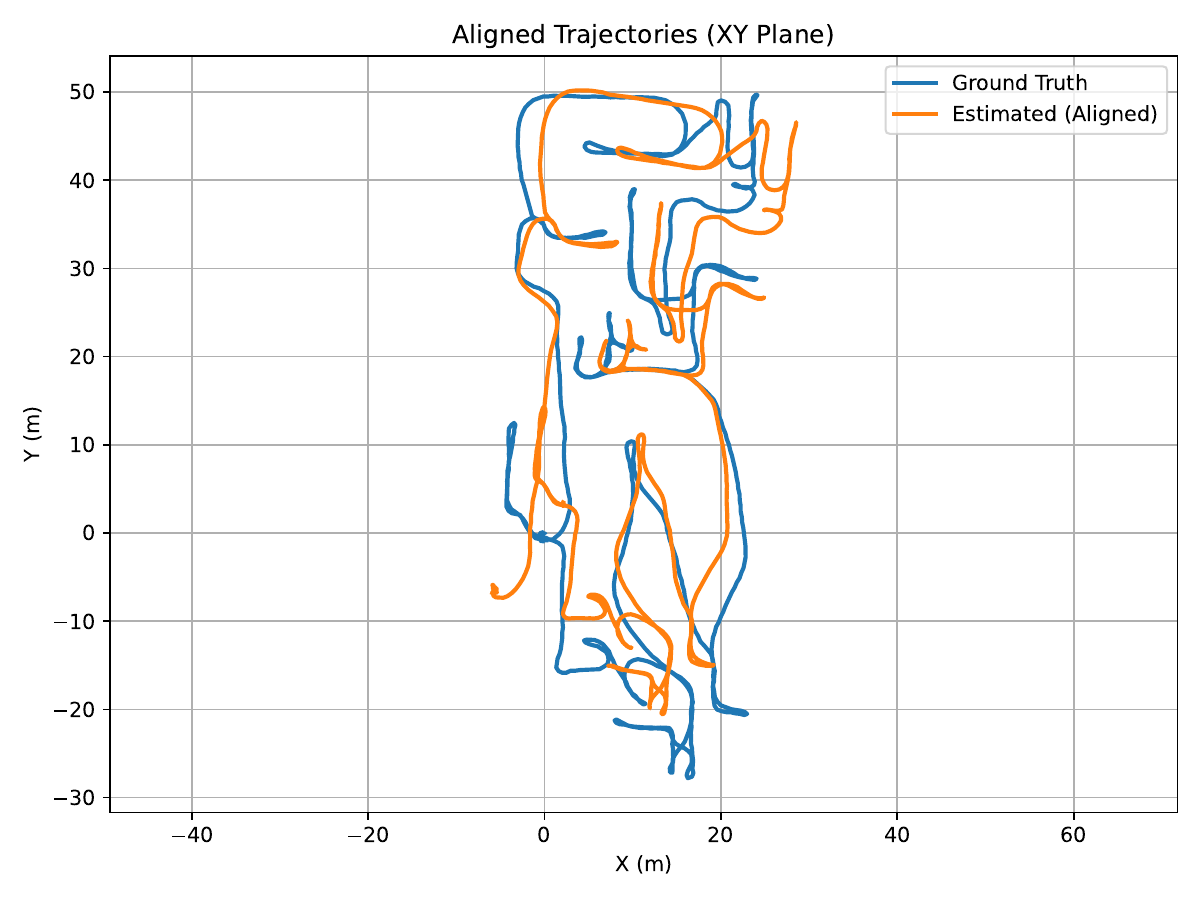 Aligned Trajectories (XY Plane)
Ground Truth
Estimated (Aligned)
50
40
30
20
10
0
−10
−20
−30
Y (m)
−40 −20 0 20 40 60
X (m)